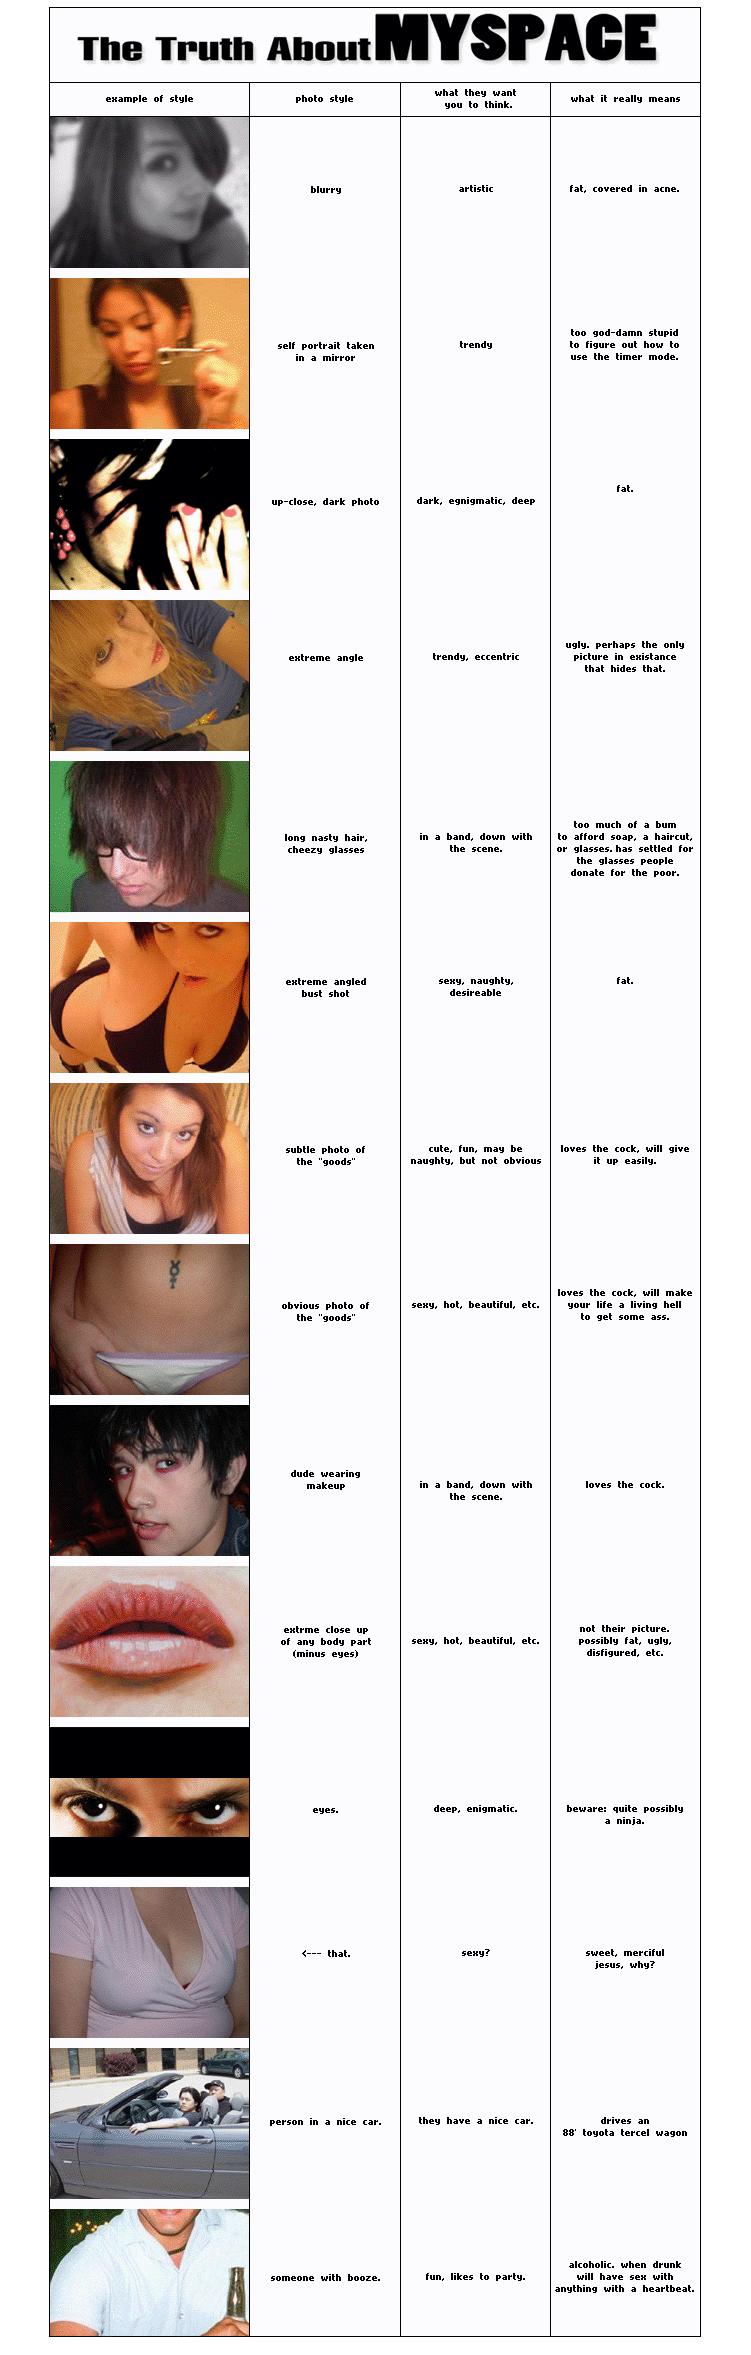 The Truth About MYSPACE
example of style
photo style
what they want
you to think.
what it really means
blurry
artistic
fat, covered in acne.
self portrait taken
in a mirror
trendy
too god-damn stupid
to figure out how to
use the timer mode.
up-close, dark photo
dark, egnigmatic, deep
fat.
extreme angle
trendy, eccentric
ugly. perhaps the only
picture in existance
that hides that.
long nasty hair,
cheezy glasses
in a band, down with
the scene.
too much of a bum
to afford soap, a haircut,
or glasses. has settled for
the glasses people
donate for the poor.
extreme angled
bust shot
sexy, naughty,
desireable
fat.
subtle photo of
the "goods"
cute, fun, may be
naughty, but not obvious
loves the cock, will give
it up easily.
obvious photo of
the "goods"
sexy, hot, beautiful, etc.
loves the cock, will make
your life a living hell
to get some ass.
dude wearing
makeup
in a band, down with
the scene.
loves the cock.
extrme close up
of any body part
(minus eyes)
sexy, hot, beautiful, etc.
not their picture.
possibly fat, ugly,
disfigured, etc.
eyes.
deep, enigmatic.
beware: quite possibly
a ninja.
<--- that.
sexy?
sweet, merciful
jesus, why?
person in a nice car.
they have a nice car.
drives an
88' toyota tercel wagon
someone with booze.
fun, likes to party.
alcoholic. when drunk
will have sex with
anything with a heartbeat.